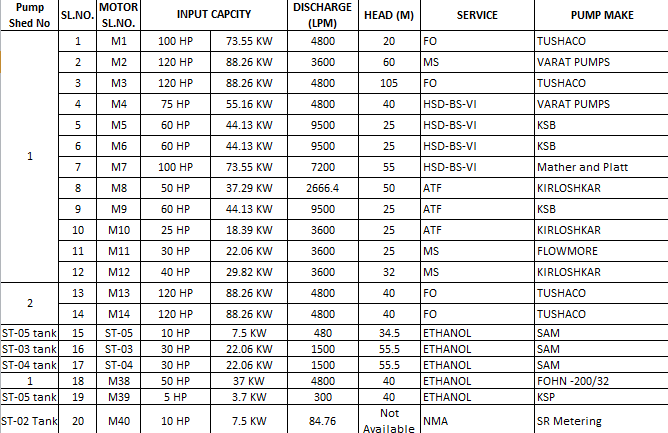 Pump Shed No SL.NO. MOTOR SL.NO. INPUT CAPCITY DISCHARGE (LPM) HEAD (M) SERVICE PUMP MAKE
1 1 M1 100 HP 73.55 KW 4800 20 FO TUSHACO
2 M2 120 HP 88.26 KW 3600 60 MS VARAT PUMPS
3 M3 120 HP 88.26 KW 4800 105 FO TUSHACO
4 M4 75 HP 55.16 KW 4800 40 HSD-BS-VI VARAT PUMPS
5 M5 60 HP 44.13 KW 9500 25 HSD-BS-VI KSB
6 M6 60 HP 44.13 KW 9500 25 HSD-BS-VI KSB
7 M7 100 HP 73.55 KW 7200 55 HSD-BS-VI Mather and Platt
8 M8 50 HP 37.29 KW 2666.4 50 ATF KIRLOSHKAR
9 M9 60 HP 44.13 KW 9500 25 ATF KSB
10 M10 25 HP 18.39 KW 3600 25 ATF KIRLOSHKAR
11 M11 30 HP 22.06 KW 3600 25 MS FLOWMORE
12 M12 40 HP 29.82 KW 3600 32 MS KIRLOSHKAR
2 13 M13 120 HP 88.26 KW 4800 40 FO TUSHACO
14 M14 120 HP 88.26 KW 4800 40 FO TUSHACO
ST-05 tank 15 ST-05 10 HP 7.5 KW 480 34.5 ETHANOL SAM
ST-03 tank 16 ST-03 30 HP 22.06 KW 1500 55.5 ETHANOL SAM
ST-04 tank 17 ST-04 30 HP 22.06 KW 1500 55.5 ETHANOL SAM
1 18 M38 50 HP 37 KW 4800 40 ETHANOL FOHN -200/32
ST-05 tank 19 M39 5 HP 3.7 KW 300 40 ETHANOL KSP
ST-02 Tank 20 M40 10 HP 7.5 KW 84.76 Not Available NMA SR Metering